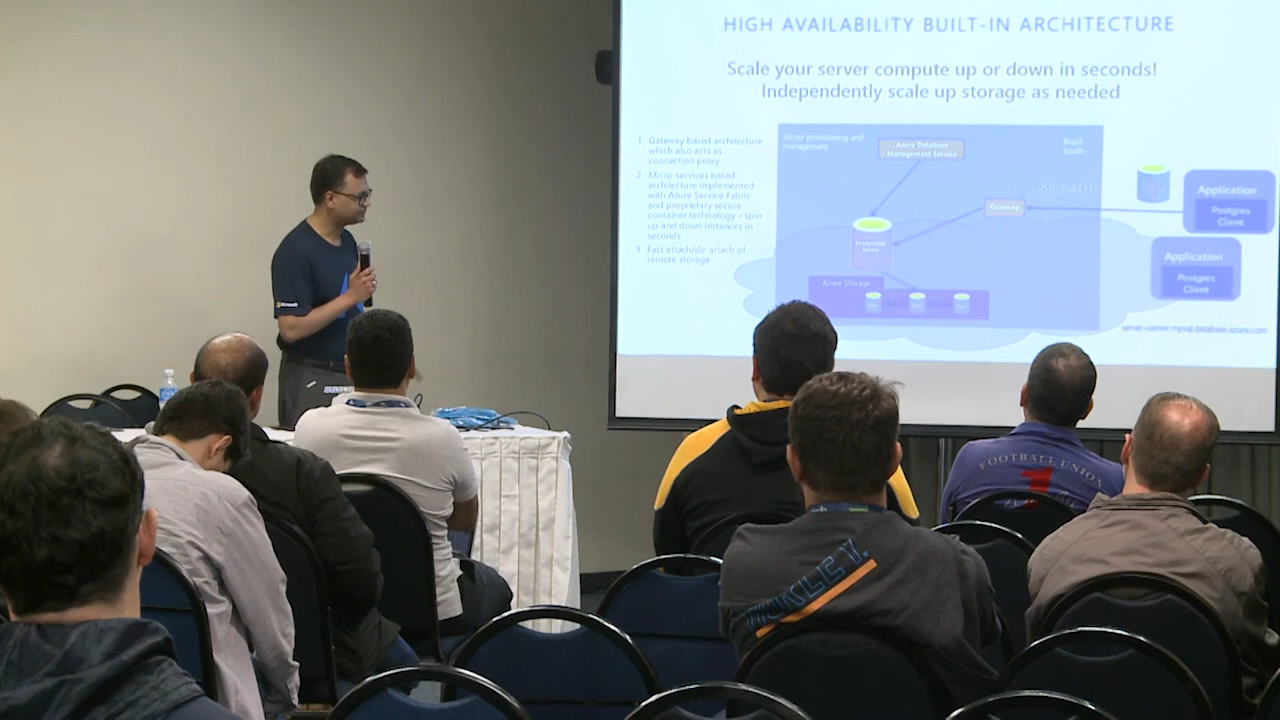 HIGH AVAILABILITY BUILT-IN ARCHITECTURE
Scale your server compute up or down in seconds!
Independently scale up storage as needed
1. Gateway based architecture
which also acts as
connection proxy
2. Micro-services based
architecture implemented
with Azure Service Fabric
and proprietary secure
container technology – spin
up and down instances in
seconds
3. Fast attach/de-attach of
remote storage
Server provisioning and
management
Azure Database
Management Service
Brazil
South
Gateway
PostgreSQL
Server
Azure Storage
Application
Postgres
Client
Application
Postgres
Client
server=server.mysql.database.azure.com
Microsoft
FOOTBALL UNION
1